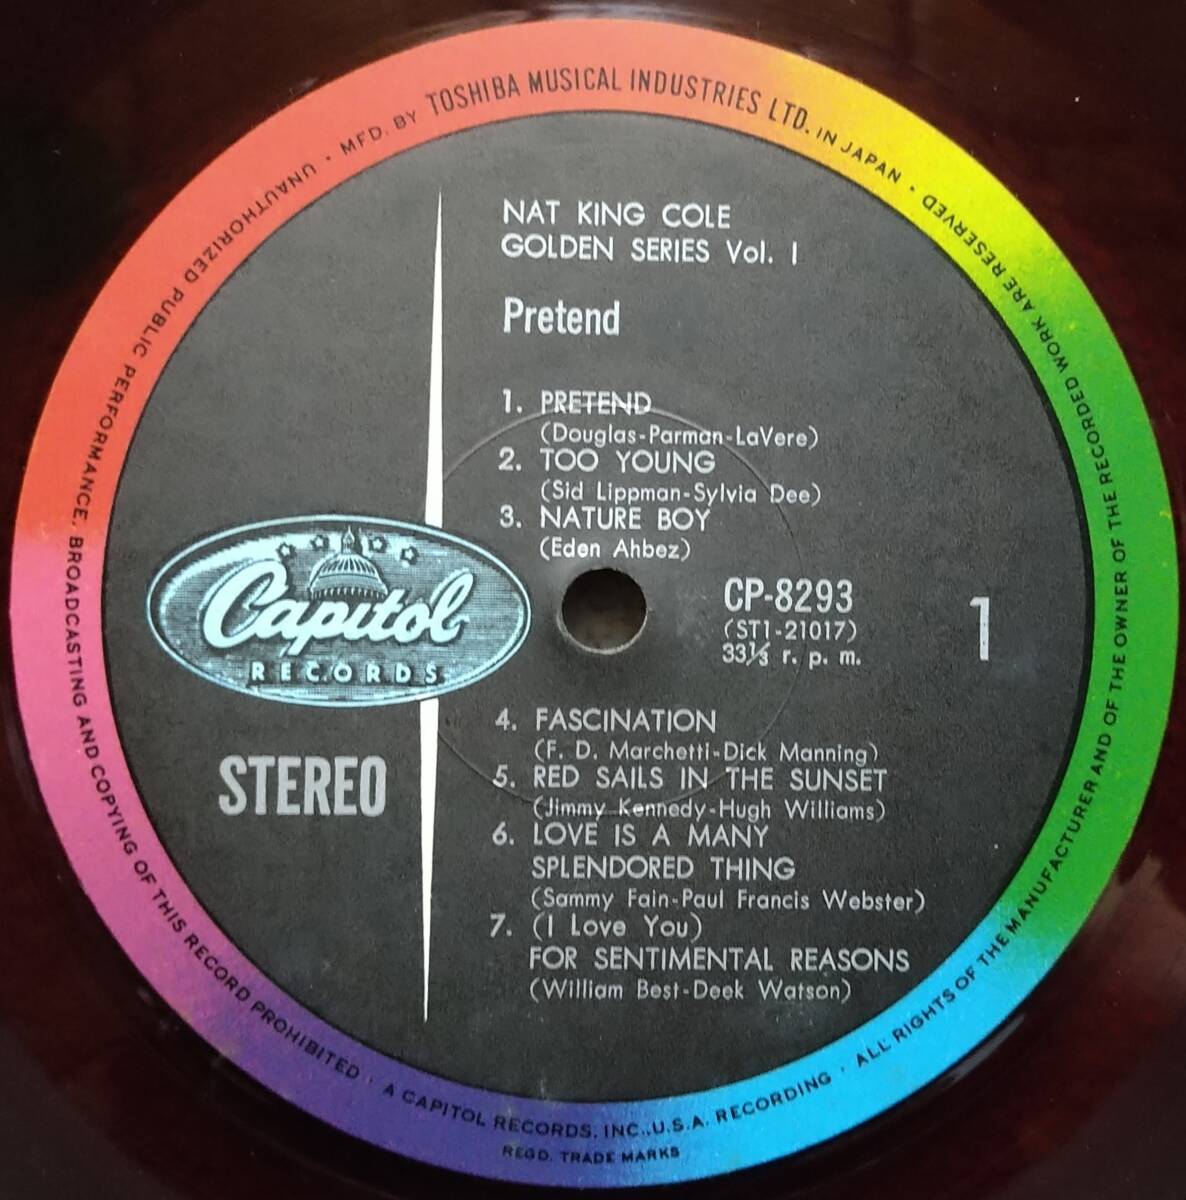 MFD. BY TOSHIBA MUSICAL INDUSTRIES LTD. IN JAPAN · ALL RIGHTS OF THE MANUFACTURER AND OF THE OWNER OF THE RECORDED WORK ARE RESERVED · UNAUTHORIZED PUBLIC PERFORMANCE, BROADCASTING AND COPYING OF THIS RECORD PROHIBITED · A CAPITOL RECORDS, INC., U.S.A. RECORDING ·
REGD. TRADE MARKS
NAT KING COLE
GOLDEN SERIES Vol. 1
Pretend
1. PRETEND
(Douglas-Parman-LaVere)
2. TOO YOUNG
(Sid Lippman-Sylvia Dee)
3. NATURE BOY
(Eden Ahbez)
Capitol
RECORDS
STEREO
CP-8293
(ST1-21017)
33⅓ r. p. m.
1
4. FASCINATION
(F. D. Marchetti-Dick Manning)
5. RED SAILS IN THE SUNSET
(Jimmy Kennedy-Hugh Williams)
6. LOVE IS A MANY
SPLENDORED THING
(Sammy Fain-Paul Francis Webster)
7. (I Love You)
FOR SENTIMENTAL REASONS
(William Best-Deek Watson)